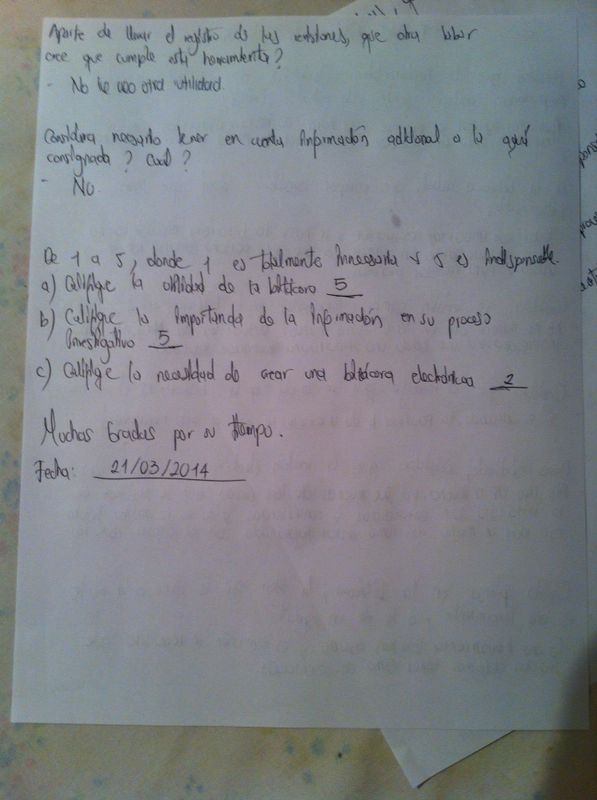 Aparte de llevar el registro de las sesiones, que otra labor
cree que cumple esta herramienta?
- No le veo otra utilidad.
Considera necesario tener en cuenta Información adicional a la aquí
consignada? Cual?
- No.
De 1 a 5, donde 1 es totalmente Innecesaria y 5 es Indispensable.
a) Califique la utilidad de la bitácora 5
b) Califique la Importancia de la Información en su proceso
Investigativo 5
c) Califique la necesidad de crear una bitácora electrónica 2
Muchas Gracias por su tiempo.
Fecha: 21/03/2014